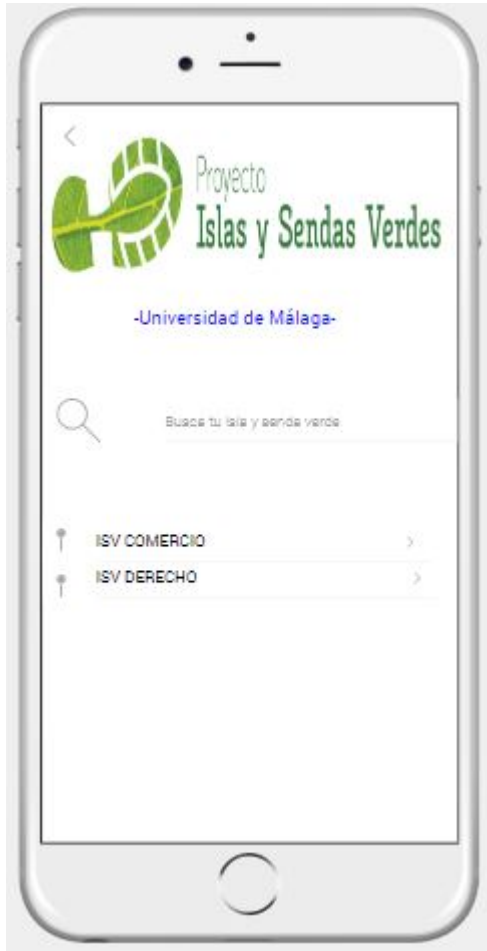 Proyecto
Islas y Sendas Verdes
-Universidad de Málaga-
Busca tu isla y senda verde
ISV COMERCIO
ISV DERECHO